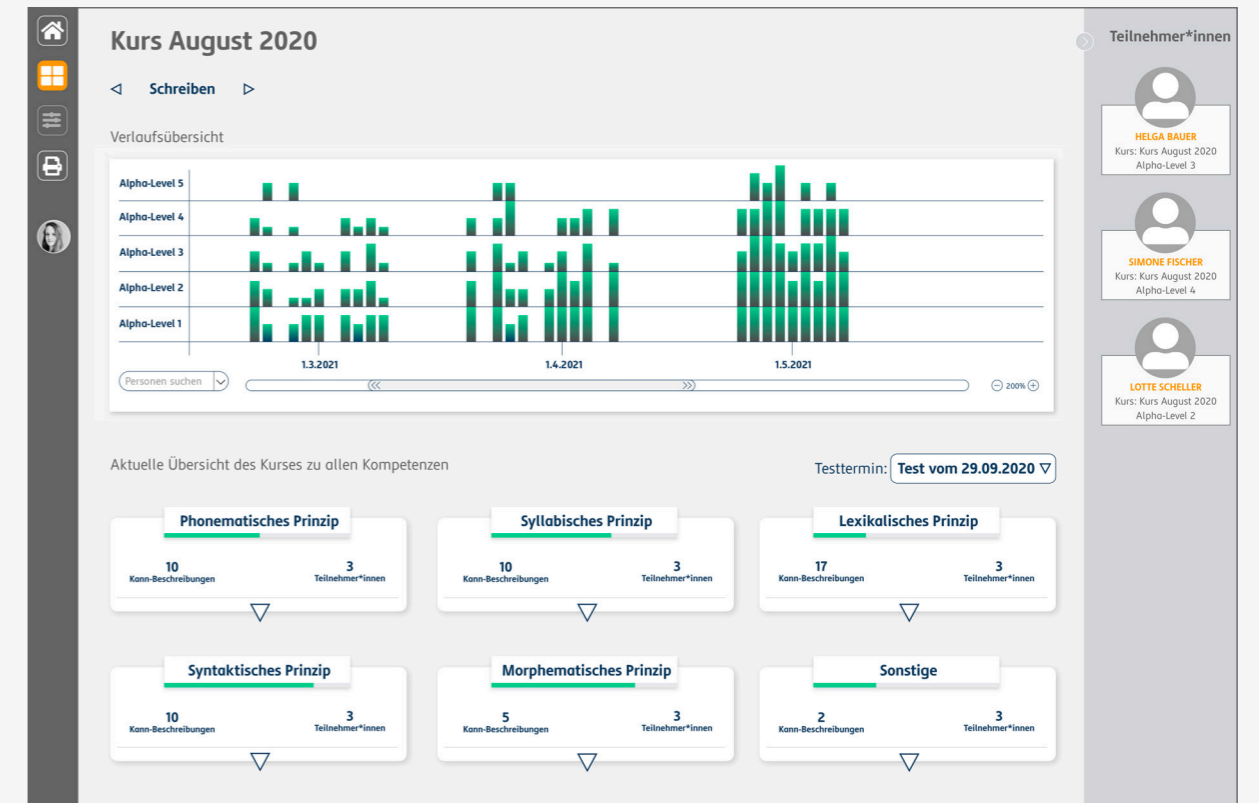 Kurs August 2020
Schreiben
Verlaufsübersicht
Alpha-Level 5
Alpha-Level 4
Alpha-Level 3
Alpha-Level 2
Alpha-Level 1
1.3.2021 1.4.2021 1.5.2021
Personen suchen
200%
Aktuelle Übersicht des Kurses zu allen Kompetenzen
Testtermin: Test vom 29.09.2020
Phonematisches Prinzip
10 3
Kann-Beschreibungen Teilnehmer*innen
Syllabisches Prinzip
10 3
Kann-Beschreibungen Teilnehmer*innen
Lexikalisches Prinzip
17 3
Kann-Beschreibungen Teilnehmer*innen
Syntaktisches Prinzip
10 3
Kann-Beschreibungen Teilnehmer*innen
Morphematisches Prinzip
5 3
Kann-Beschreibungen Teilnehmer*innen
Sonstige
2 3
Kann-Beschreibungen Teilnehmer*innen
Teilnehmer*innen
HELGA BAUER
Kurs: Kurs August 2020
Alpha-Level 3
SIMONE FISCHER
Kurs: Kurs August 2020
Alpha-Level 4
LOTTE SCHELLER
Kurs: Kurs August 2020
Alpha-Level 2